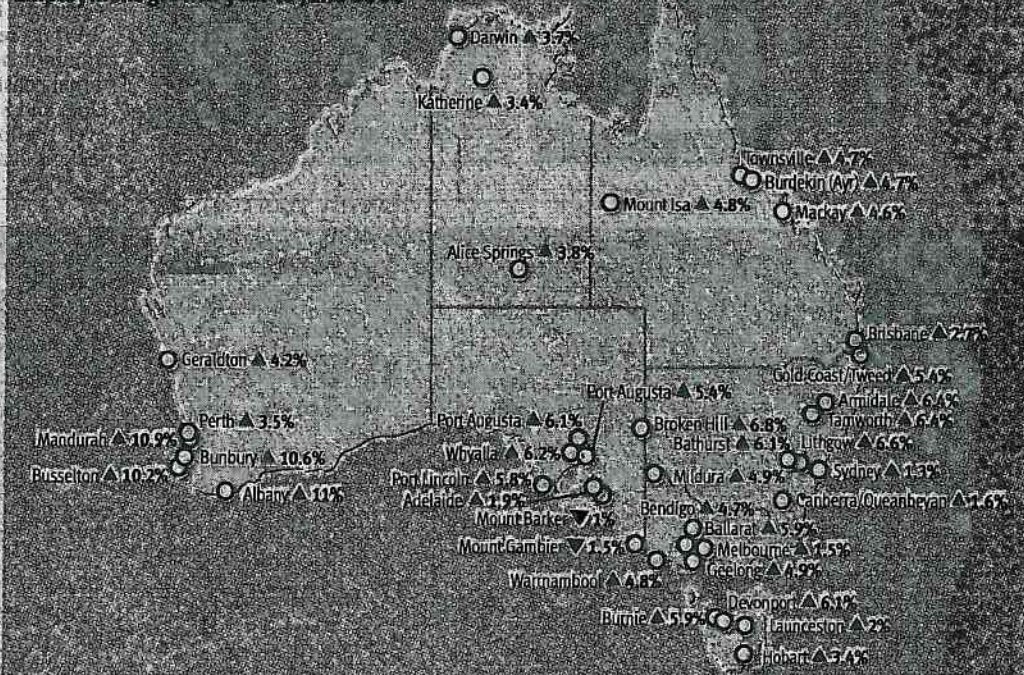 Darwin ▲ 3.7%
Katherine ▲ 3.4%
Townsville ▲ 4.7%
Burdekin (Ayr) ▲ 4.7%
Mount Isa ▲ 4.8%
Mackay ▲ 4.6%
Alice Springs ▲ 3.8%
Brisbane ▲ 2.7%
Geraldton ▲ 4.2%
Gold Coast/Tweed ▲ 5.4%
Port Augusta ▲ 5.4%
Armidale ▲ 6.4%
Tamworth ▲ 6.4%
Perth ▲ 3.5%
Port Augusta ▲ 6.1%
Broken Hill ▲ 6.8%
Mandurah ▲ 10.9%
Bathurst ▲ 6.1%
Lithgow ▲ 6.6%
Bunbury ▲ 10.6%
Whyalla ▲ 6.2%
Busselton ▲ 10.2%
Sydney ▲ 1.3%
Port Lincoln ▲ 5.8%
Mildura ▲ 4.9%
Albany ▲ 11%
Adelaide ▲ 1.9%
Canberra/Queanbeyan ▲ 1.6%
Bendigo ▲ 4.7%
Mount Barker ▼ 1%
Ballarat ▲ 5.9%
Mount Gambier ▼ 1.5%
Melbourne ▲ 1.5%
Geelong ▲ 4.9%
Warrnambool ▲ 4.8%
Devonport ▲ 6.1%
Burnie ▲ 5.9%
Launceston ▲ 2%
Hobart ▲ 3.4%